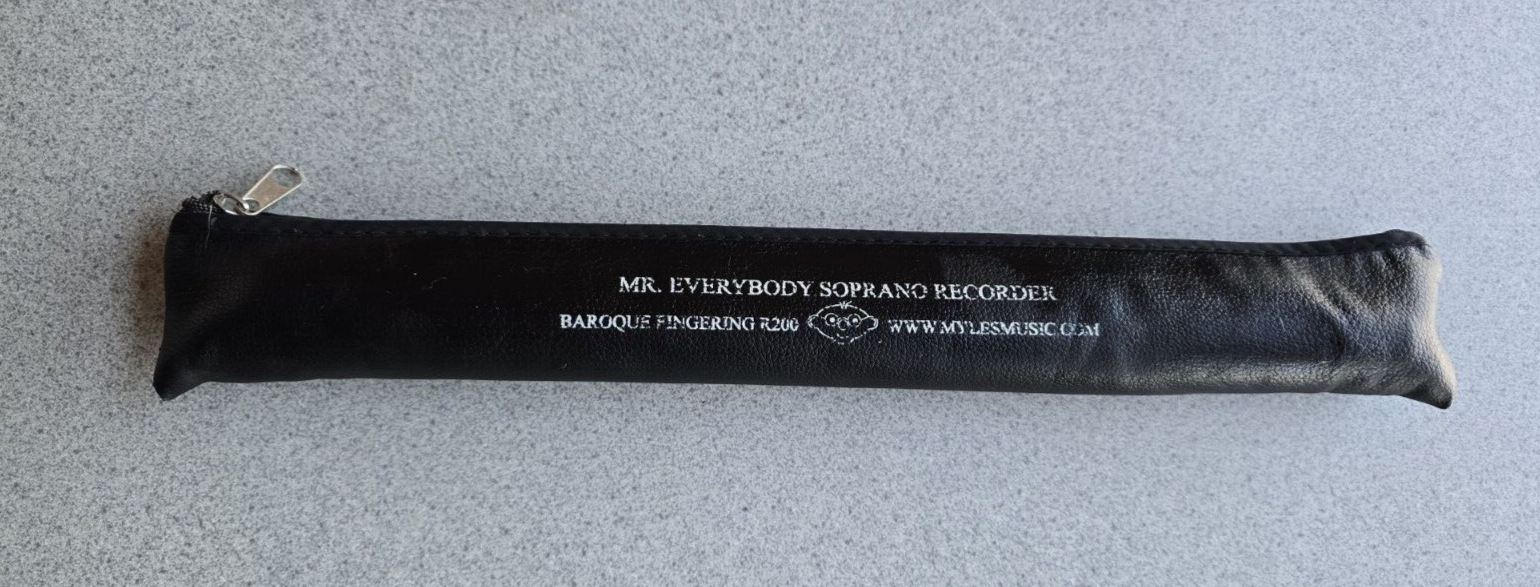 MR. EVERYBODY SOPRANO RECORDER
BAROQUE FINGERING R200 WWW.MYLESMUSIC.COM